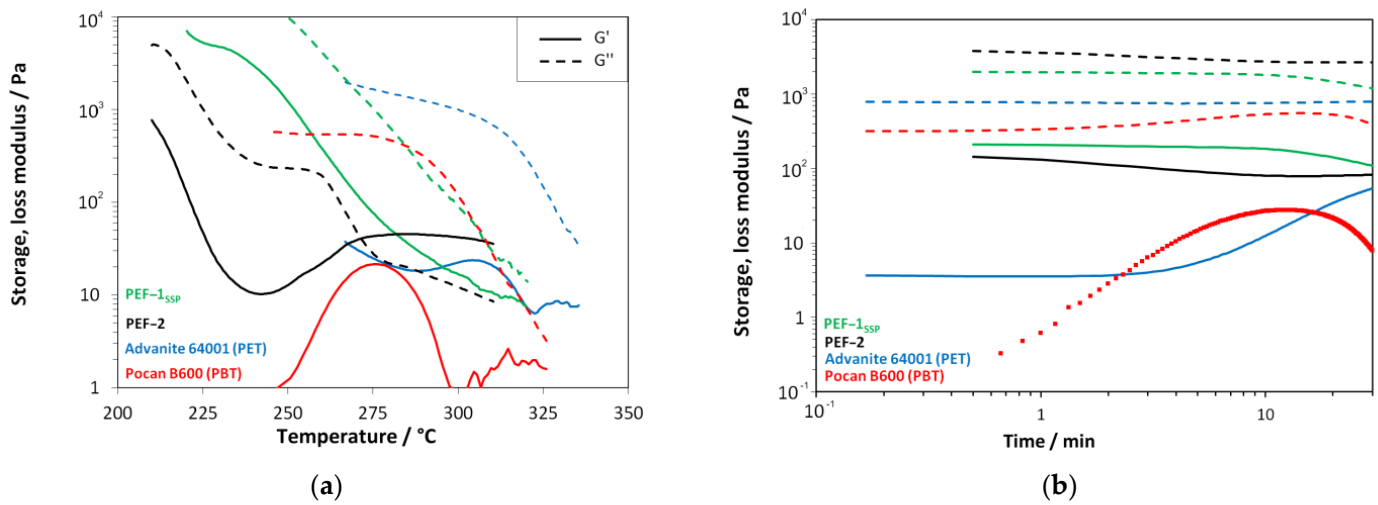 Storage, loss modulus / Pa
10⁴
10³
10²
10
1
200
225
250
275
300
325
350
Temperature / °C
G'
G''
PEF–1SSP
PEF–2
Advanite 64001 (PET)
Pocan B600 (PBT)
(a)
Storage, loss modulus / Pa
10⁴
10³
10²
10
1
10⁻¹
10⁻¹
1
10
Time / min
PEF–1SSP
PEF–2
Advanite 64001 (PET)
Pocan B600 (PBT)
(b)